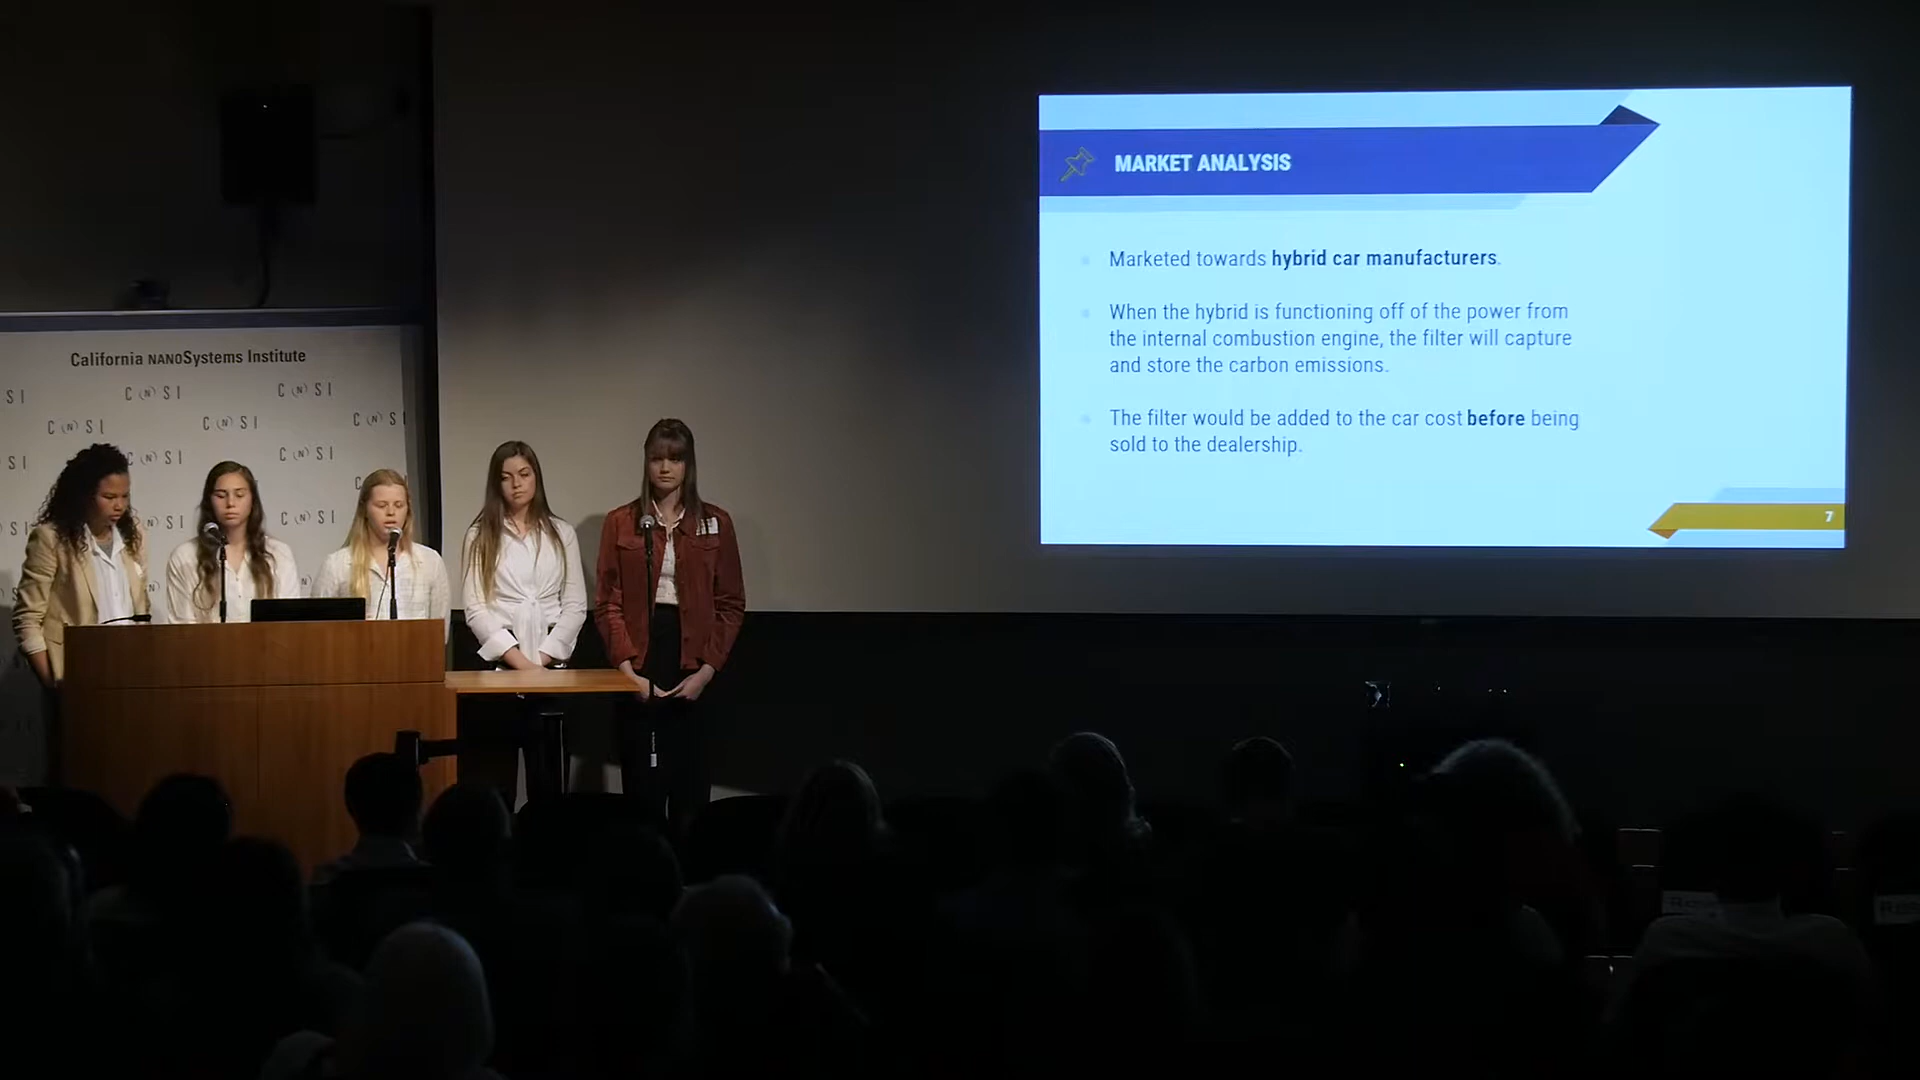 MARKET ANALYSIS
Marketed towards hybrid car manufacturers.
When the hybrid is functioning off of the power from
the internal combustion engine, the filter will capture
and store the carbon emissions.
The filter would be added to the car cost before being
sold to the dealership.
7
California NANOSystems Institute
S I
C (N) S I
C (N) S I
C (N) S I
C (N) S I
C (N) S I
S I
(N) S I
C (N) S I
C
S I
(N) S I
C (N) S I
(N)
(N)